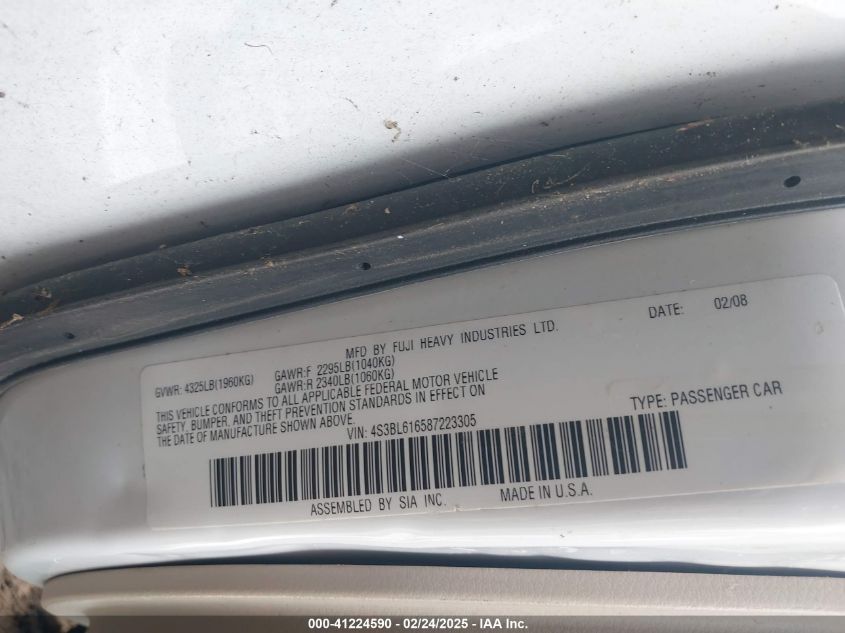 MFD BY FUJI HEAVY INDUSTRIES LTD. DATE: 02/08
GVWR: 4325LB(1960KG) GAWR:F 2295LB(1040KG)
GAWR:R 2340LB(1060KG)
THIS VEHICLE CONFORMS TO ALL APPLICABLE FEDERAL MOTOR VEHICLE
SAFETY, BUMPER, AND THEFT PREVENTION STANDARDS IN EFFECT ON
THE DATE OF MANUFACTURE SHOWN ABOVE.
VIN: 4S3BL616587223305 TYPE: PASSENGER CAR
ASSEMBLED BY SIA INC. MADE IN U.S.A.
000-41224590 - 02/24/2025 - IAA Inc.